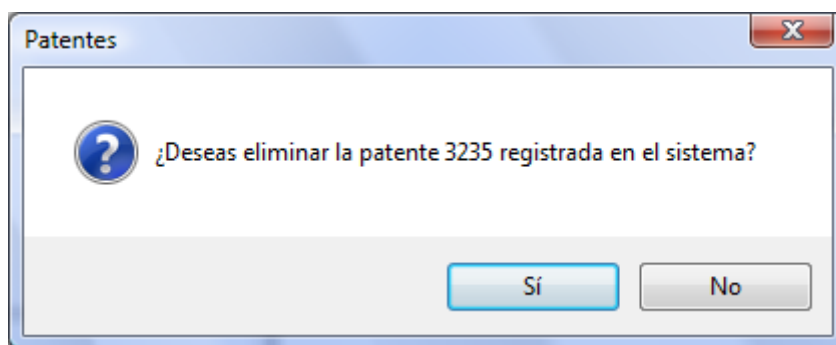 Patentes
¿Deseas eliminar la patente 3235 registrada en el sistema?
Sí
No